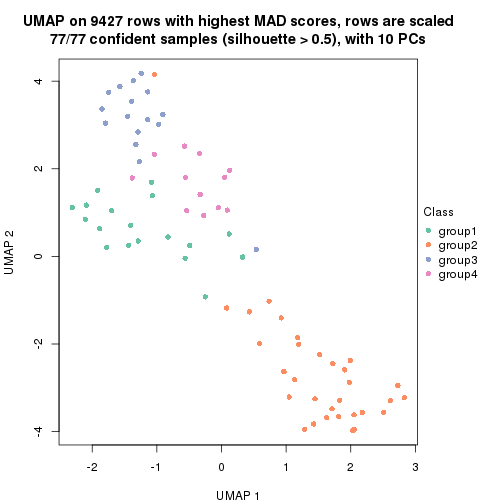 UMAP on 9427 rows with highest MAD scores, rows are scaled
77/77 confident samples (silhouette > 0.5), with 10 PCs
4
2
0
-2
-4
UMAP 2
-2
-1
0
1
2
3
UMAP 1
Class
group1
group2
group3
group4